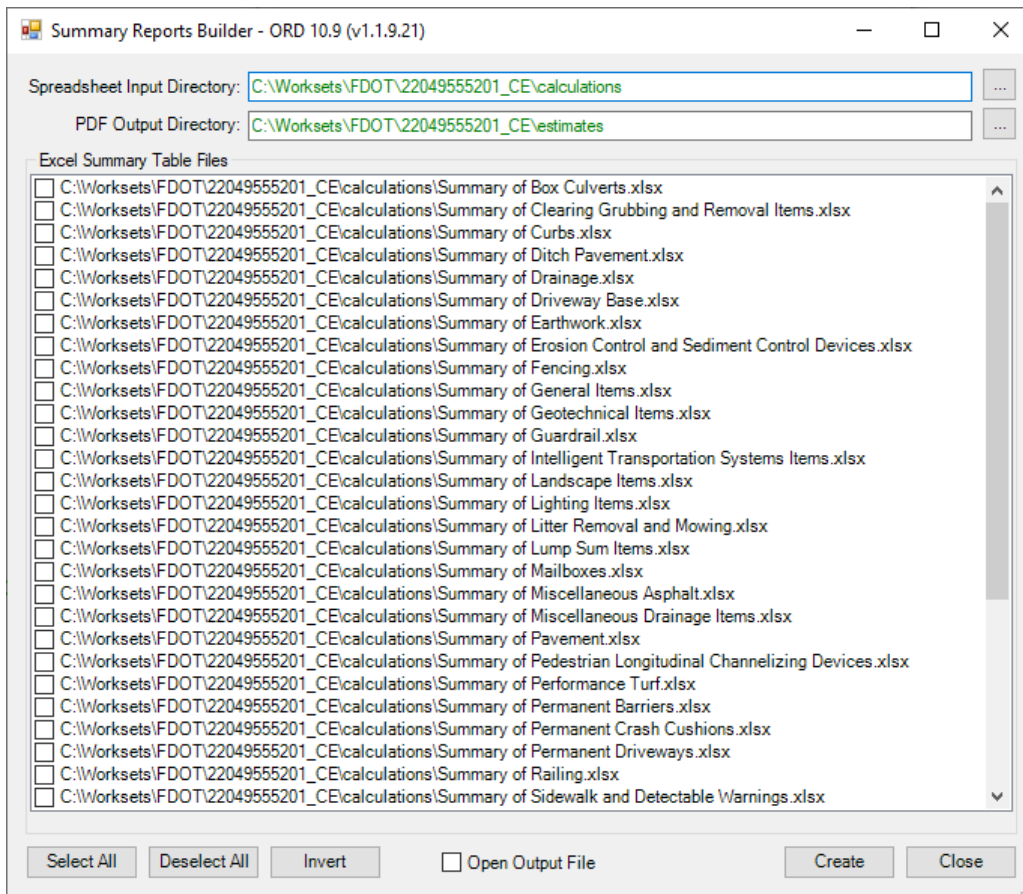 Summary Reports Builder - ORD 10.9 (v1.1.9.21)
Spreadsheet Input Directory: C:\Worksets\FDOT\22049555201_CE\calculations ...
PDF Output Directory: C:\Worksets\FDOT\22049555201_CE\estimates ...
Excel Summary Table Files
C:\Worksets\FDOT\22049555201_CE\calculations\Summary of Box Culverts.xlsx
C:\Worksets\FDOT\22049555201_CE\calculations\Summary of Clearing Grubbing and Removal Items.xlsx
C:\Worksets\FDOT\22049555201_CE\calculations\Summary of Curbs.xlsx
C:\Worksets\FDOT\22049555201_CE\calculations\Summary of Ditch Pavement.xlsx
C:\Worksets\FDOT\22049555201_CE\calculations\Summary of Drainage.xlsx
C:\Worksets\FDOT\22049555201_CE\calculations\Summary of Driveway Base.xlsx
C:\Worksets\FDOT\22049555201_CE\calculations\Summary of Earthwork.xlsx
C:\Worksets\FDOT\22049555201_CE\calculations\Summary of Erosion Control and Sediment Control Devices.xlsx
C:\Worksets\FDOT\22049555201_CE\calculations\Summary of Fencing.xlsx
C:\Worksets\FDOT\22049555201_CE\calculations\Summary of General Items.xlsx
C:\Worksets\FDOT\22049555201_CE\calculations\Summary of Geotechnical Items.xlsx
C:\Worksets\FDOT\22049555201_CE\calculations\Summary of Guardrail.xlsx
C:\Worksets\FDOT\22049555201_CE\calculations\Summary of Intelligent Transportation Systems Items.xlsx
C:\Worksets\FDOT\22049555201_CE\calculations\Summary of Landscape Items.xlsx
C:\Worksets\FDOT\22049555201_CE\calculations\Summary of Lighting Items.xlsx
C:\Worksets\FDOT\22049555201_CE\calculations\Summary of Litter Removal and Mowing.xlsx
C:\Worksets\FDOT\22049555201_CE\calculations\Summary of Lump Sum Items.xlsx
C:\Worksets\FDOT\22049555201_CE\calculations\Summary of Mailboxes.xlsx
C:\Worksets\FDOT\22049555201_CE\calculations\Summary of Miscellaneous Asphalt.xlsx
C:\Worksets\FDOT\22049555201_CE\calculations\Summary of Miscellaneous Drainage Items.xlsx
C:\Worksets\FDOT\22049555201_CE\calculations\Summary of Pavement.xlsx
C:\Worksets\FDOT\22049555201_CE\calculations\Summary of Pedestrian Longitudinal Channelizing Devices.xlsx
C:\Worksets\FDOT\22049555201_CE\calculations\Summary of Performance Turf.xlsx
C:\Worksets\FDOT\22049555201_CE\calculations\Summary of Permanent Barriers.xlsx
C:\Worksets\FDOT\22049555201_CE\calculations\Summary of Permanent Crash Cushions.xlsx
C:\Worksets\FDOT\22049555201_CE\calculations\Summary of Permanent Driveways.xlsx
C:\Worksets\FDOT\22049555201_CE\calculations\Summary of Railing.xlsx
C:\Worksets\FDOT\22049555201_CE\calculations\Summary of Sidewalk and Detectable Warnings.xlsx
Select All Deselect All Invert Open Output File Create Close